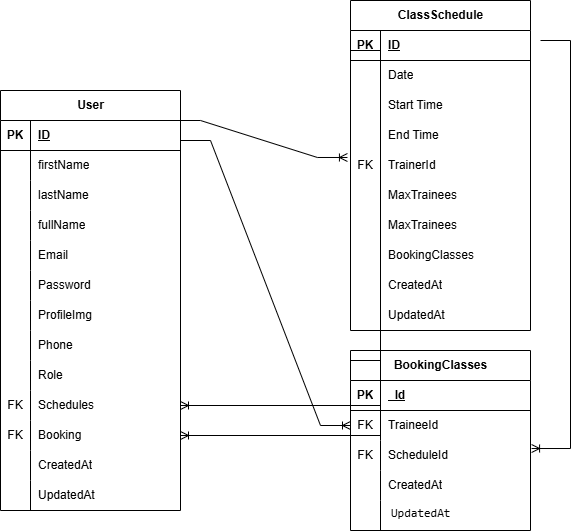 ClassSchedule
PK ID
Date
Start Time
End Time
FK TrainerId
MaxTrainees
MaxTrainees
BookingClasses
CreatedAt
UpdatedAt
User
PK ID
firstName
lastName
fullName
Email
Password
ProfileImg
Phone
Role
FK Schedules
FK Booking
CreatedAt
UpdatedAt
BookingClasses
PK _Id
FK TraineeId
FK ScheduleId
CreatedAt
UpdatedAt